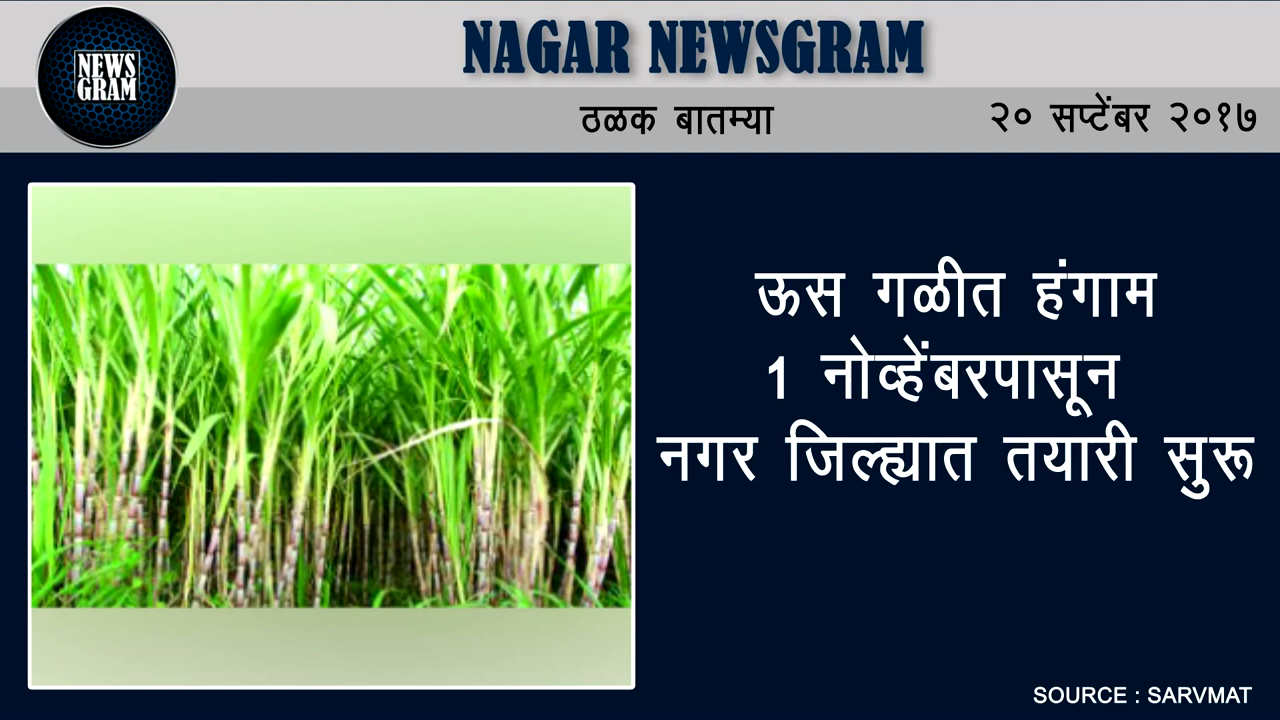 NEWS
GRAM
NAGAR NEWSGRAM
ठळक बातम्या
२० सप्टेंबर २०१७
ऊस गळीत हंगाम
1 नोव्हेंबरपासून
नगर जिल्ह्यात तयारी सुरू
SOURCE : SARVMAT